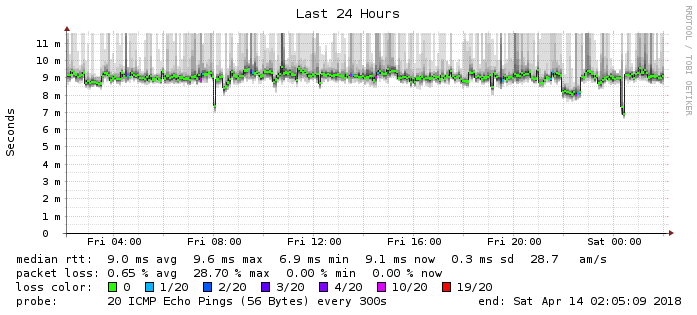 Last 24 Hours
RRDTOOL / TOBI OETIKER
Seconds
11 m
10 m
9 m
8 m
7 m
6 m
5 m
4 m
3 m
2 m
1 m
0
Fri 04:00 Fri 08:00 Fri 12:00 Fri 16:00 Fri 20:00 Sat 00:00
median rtt: 9.0 ms avg 9.6 ms max 6.9 ms min 9.1 ms now 0.3 ms sd 28.7 am/s
packet loss: 0.65 % avg 28.70 % max 0.00 % min 0.00 % now
loss color: 0 1/20 2/20 3/20 4/20 10/20 19/20
probe: 20 ICMP Echo Pings (56 Bytes) every 300s end: Sat Apr 14 02:05:09 2018